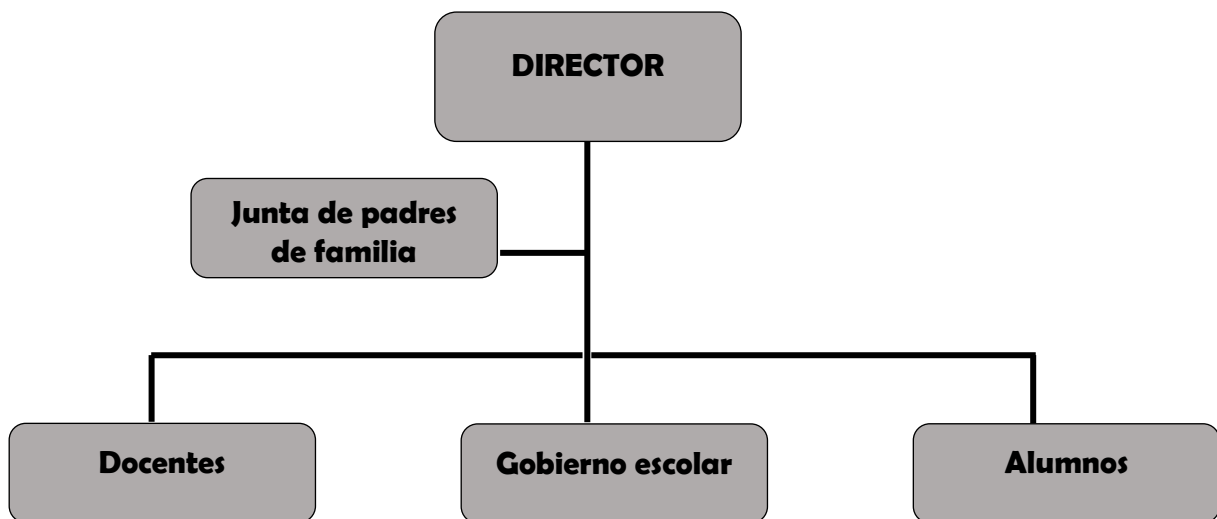 DIRECTOR
Junta de padres
de familia
Docentes
Gobierno escolar
Alumnos